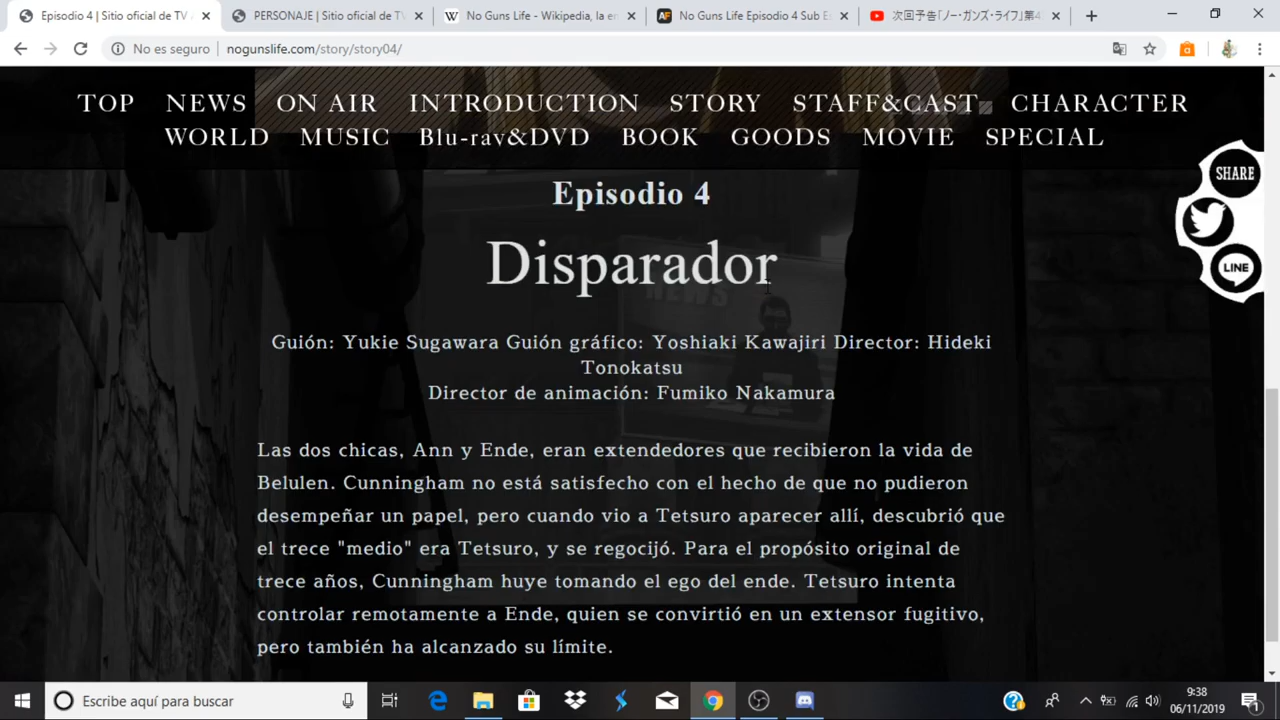 Episodio 4 | Sitio oficial de TV
PERSONAJE | Sitio oficial de TV
No Guns Life - Wikipedia, la en
No Guns Life Episodio 4 Sub E
次回予告「ノー・ガンズ・ライフ」第4
No es seguro | nogunslife.com/story/story04/
TOP NEWS ON AIR INTRODUCTION STORY STAFF&CAST CHARACTER
WORLD MUSIC Blu-ray&DVD BOOK GOODS MOVIE SPECIAL
SHARE
LINE
Episodio 4
Disparador
NEWS
Guión: Yukie Sugawara Guión gráfico: Yoshiaki Kawajiri Director: Hideki
Tonokatsu
Director de animación: Fumiko Nakamura
Las dos chicas, Ann y Ende, eran extendedores que recibieron la vida de
Belulen. Cunningham no está satisfecho con el hecho de que no pudieron
desempeñar un papel, pero cuando vio a Tetsuro aparecer allí, descubrió que
el trece "medio" era Tetsuro, y se regocijó. Para el propósito original de
trece años, Cunningham huye tomando el ego del ende. Tetsuro intenta
controlar remotamente a Ende, quien se convirtió en un extensor fugitivo,
pero también ha alcanzado su límite.
Escribe aquí para buscar
9:38
06/11/2019